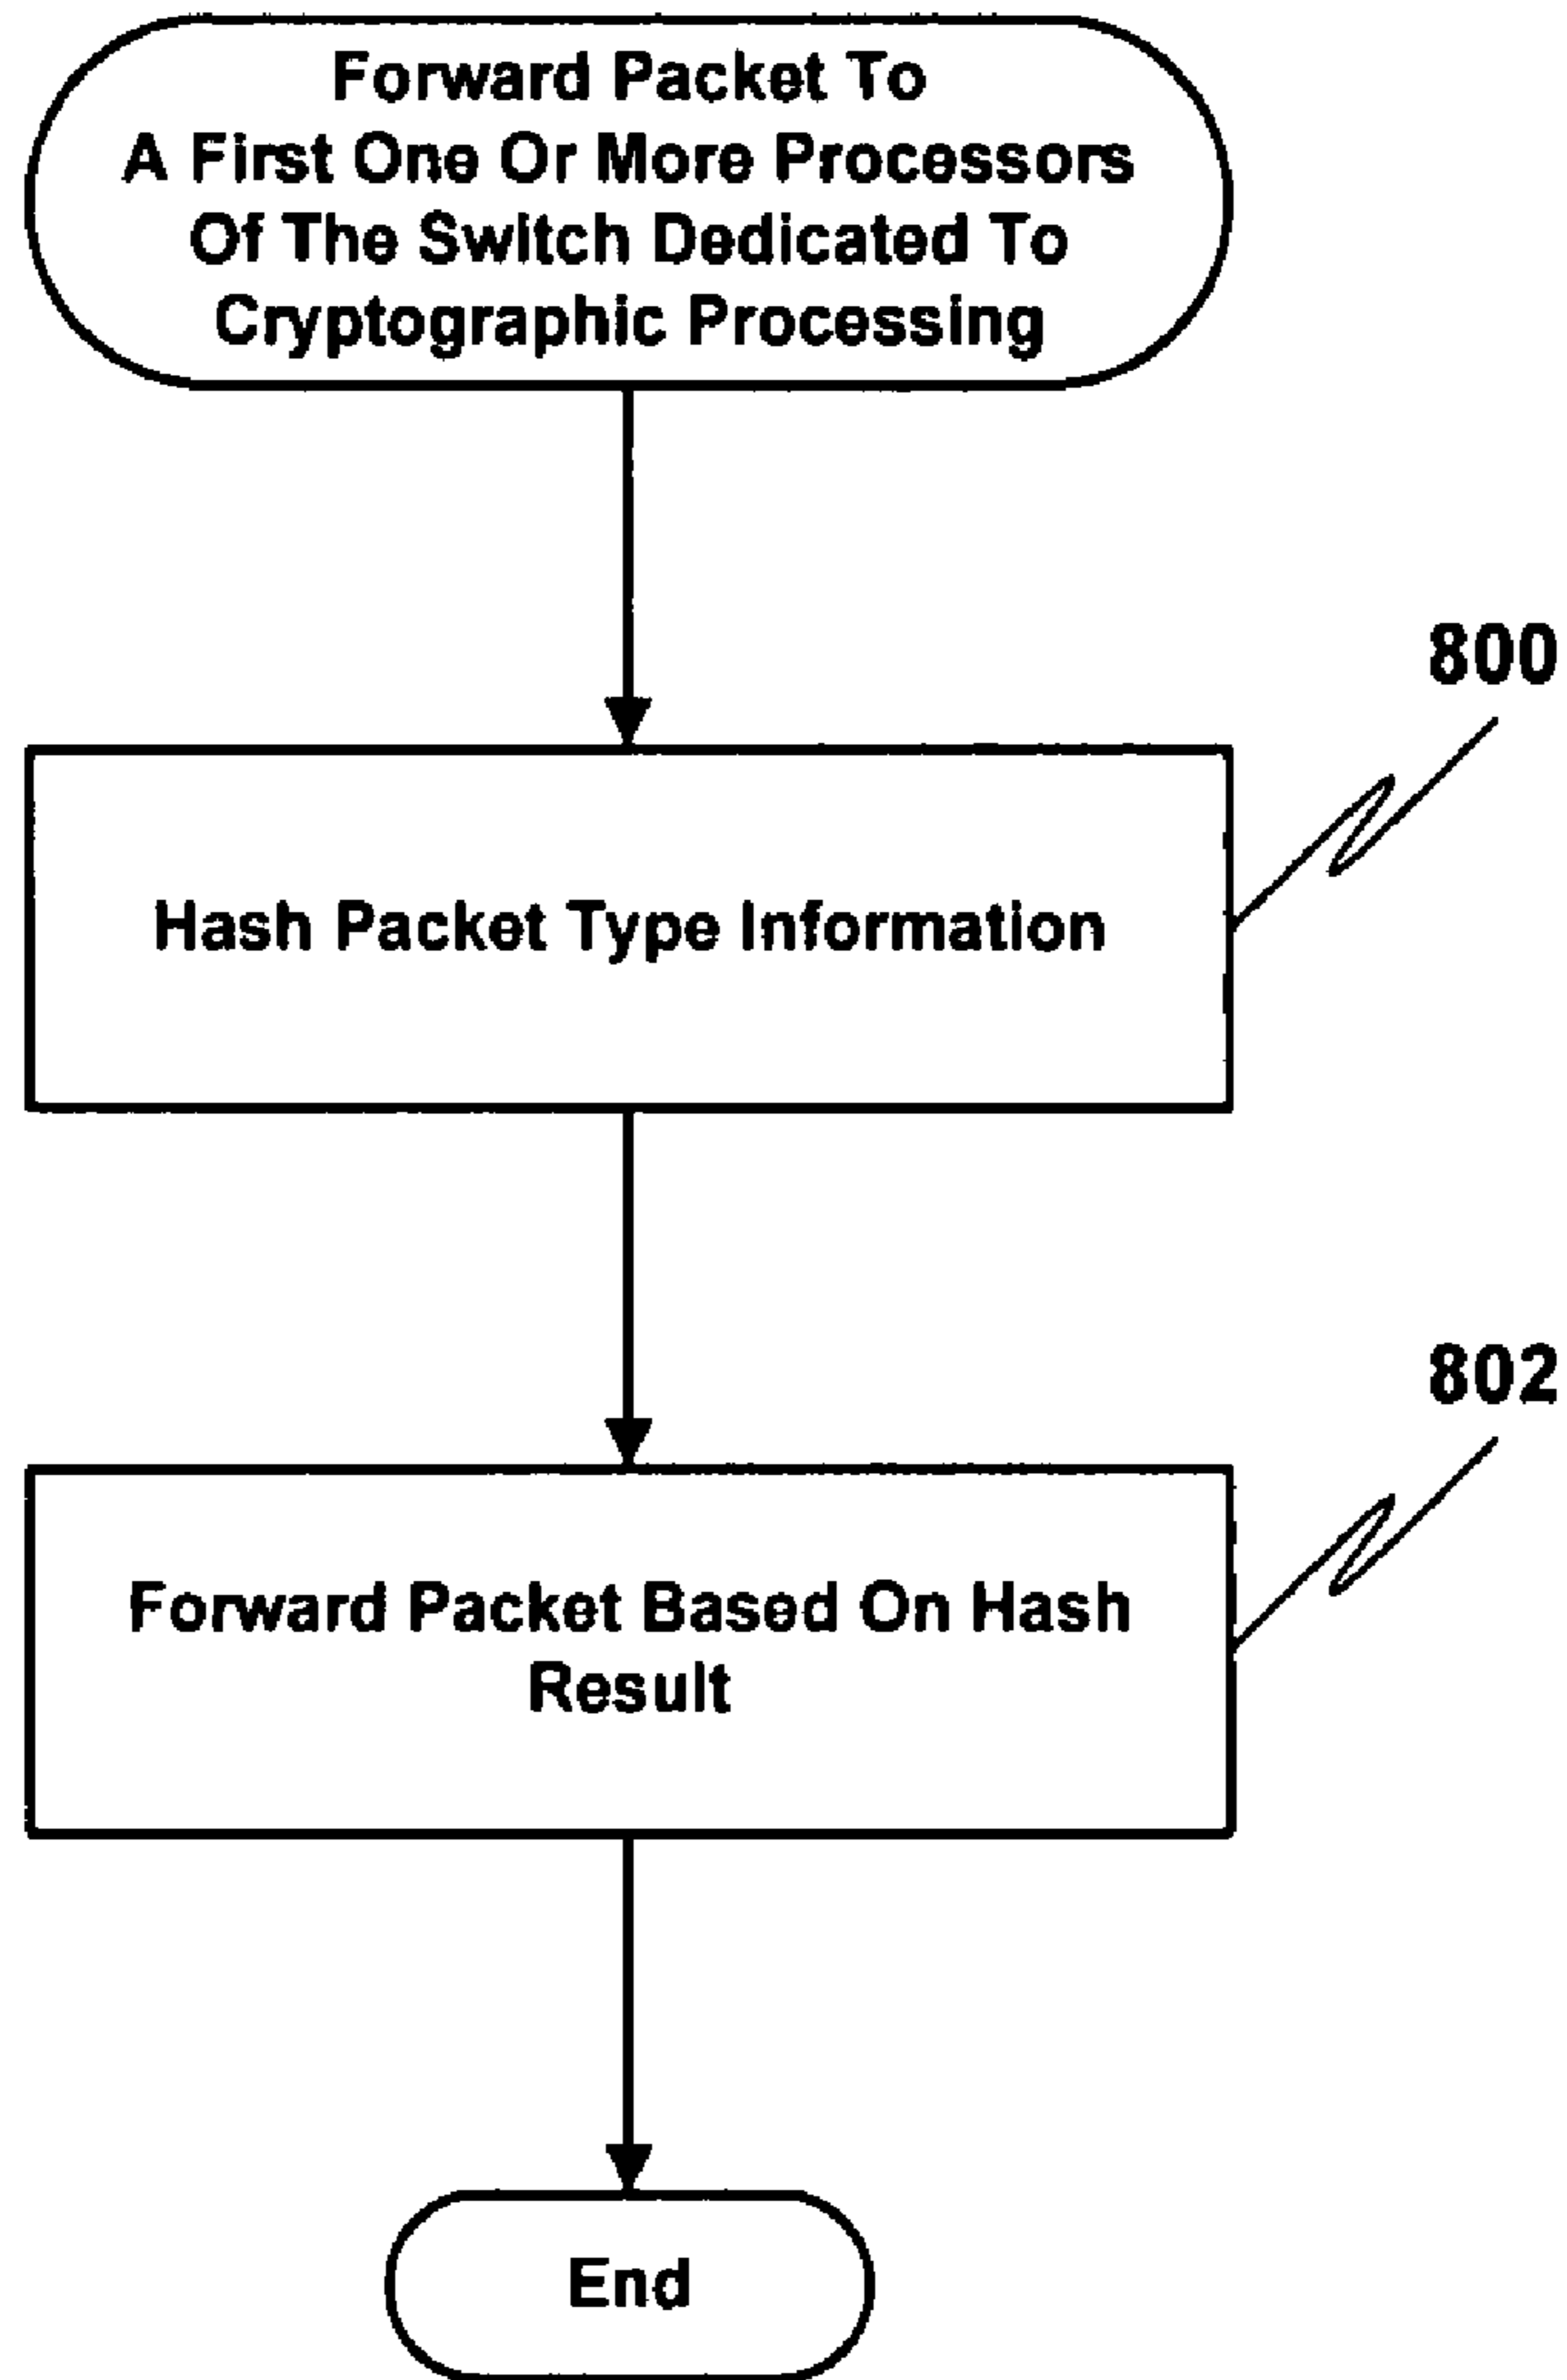 Forward Packet To
A First One Or More Processors
Of The Switch Dedicated To
Cryptographic Processing
800
Hash Packet Type Information
802
Forward Packet Based On Hash
Result
End